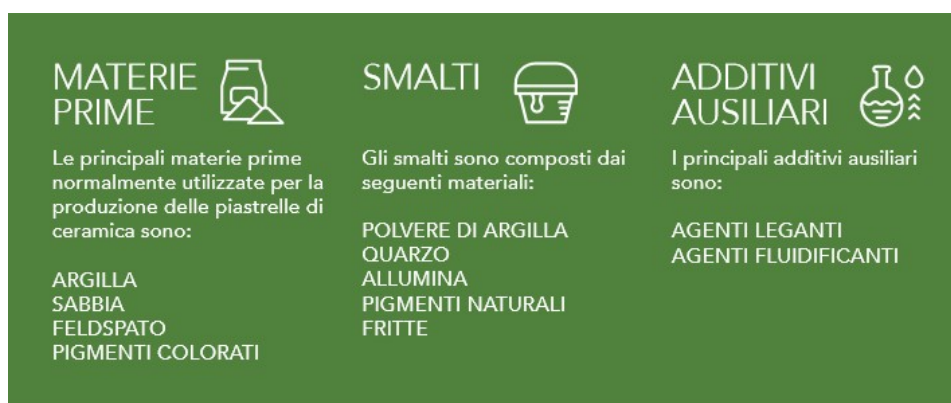 MATERIE
PRIME
Le principali materie prime
normalmente utilizzate per la
produzione delle piastrelle di
ceramica sono:
ARGILLA
SABBIA
FELDSPATO
PIGMENTI COLORATI
SMALTI
Gli smalti sono composti dai
seguenti materiali:
POLVERE DI ARGILLA
QUARZO
ALLUMINA
PIGMENTI NATURALI
FRITTE
ADDITIVI
AUSILIARI
I principali additivi ausiliari
sono:
AGENTI LEGANTI
AGENTI FLUIDIFICANTI